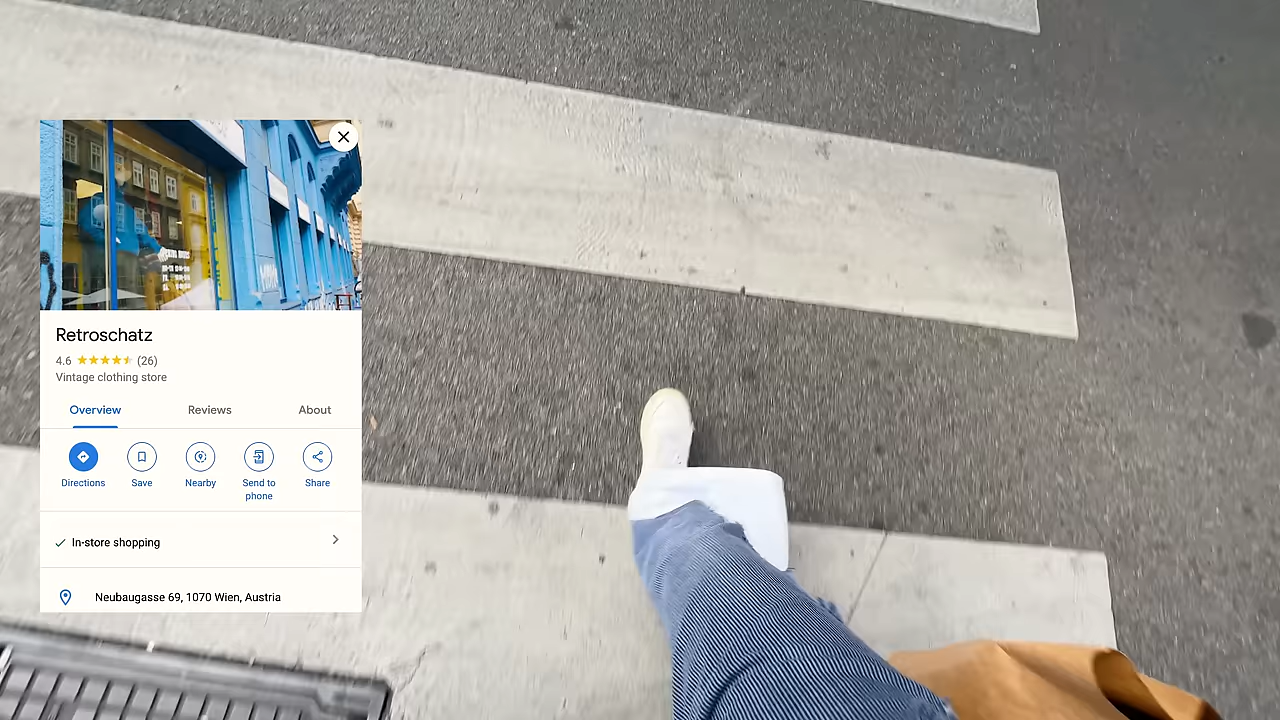 Retroschatz
4.6 (26)
Vintage clothing store
Overview Reviews About
Directions Save Nearby Send to phone Share
In-store shopping
Neubaugasse 69, 1070 Wien, Austria